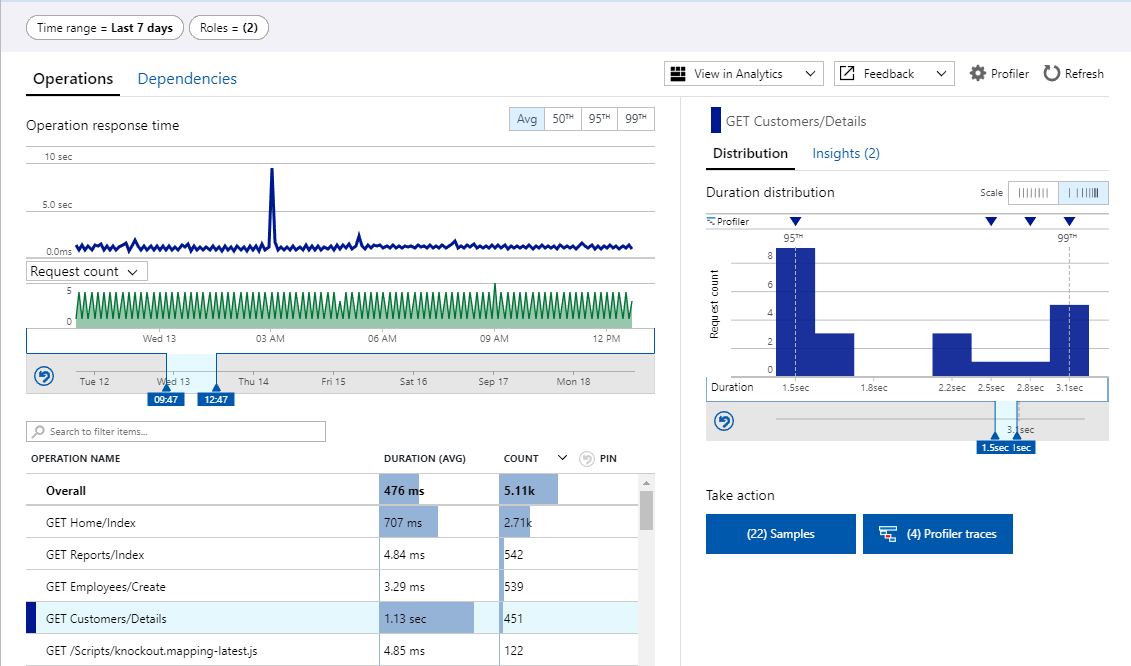 Time range = Last 7 days
Roles = (2)
Operations
Dependencies
View in Analytics
Feedback
Profiler
Refresh
Operation response time
Avg
50TH
95TH
99TH
10 sec
5.0 sec
0.0ms
Request count
5
0
Wed 13
03 AM
06 AM
09 AM
12 PM
Tue 12
Wed 13
Thu 14
Fri 15
Sat 16
Sep 17
Mon 18
09:47
12:47
Search to filter items...
OPERATION NAME
DURATION (AVG)
COUNT
PIN
Overall
476 ms
5.11k
GET Home/Index
707 ms
2.71k
GET Reports/Index
4.84 ms
542
GET Employees/Create
3.29 ms
539
GET Customers/Details
1.13 sec
451
GET /Scripts/knockout.mapping-latest.js
4.85 ms
122
GET Customers/Details
Distribution
Insights (2)
Duration distribution
Scale
Profiler
95TH
99TH
Request count
8
6
4
2
0
Duration
1.5sec
1.8sec
2.2sec
2.5sec
2.8sec
3.1sec
3.1sec
1.5sec
1sec
Take action
(22) Samples
(4) Profiler traces